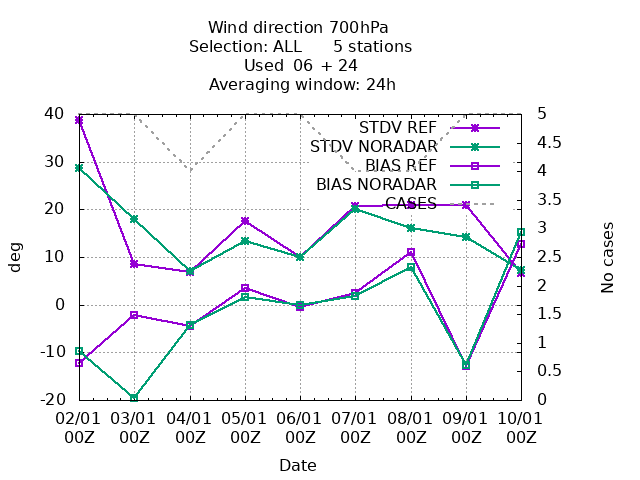 Wind direction 700hPa
Selection: ALL 5 stations
Used 06 + 24
Averaging window: 24h
40 5
STDV REF
4.5
STDV NORADAR
30 4
BIAS REF
BIAS NORADAR
20 3.5
CASES
3
10 2.5
2
0 1.5
-10 1
0.5
-20 0
deg
No cases
02/01 03/01 04/01 05/01 06/01 07/01 08/01 09/01 10/01
00Z 00Z 00Z 00Z 00Z 00Z 00Z 00Z 00Z
Date